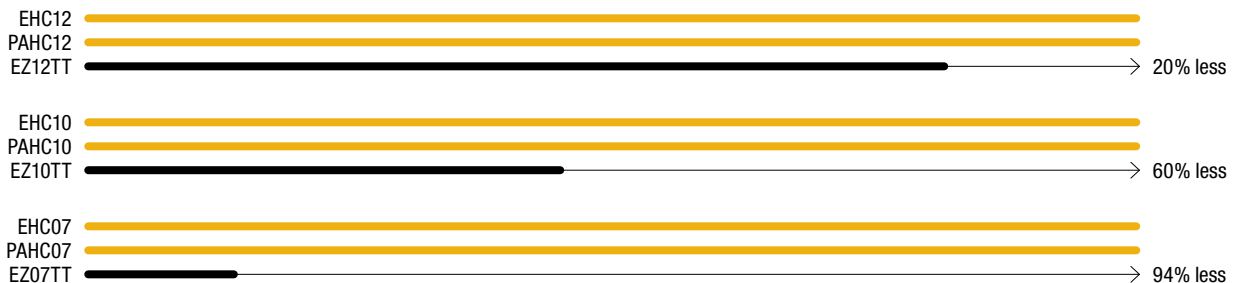 EHC12
PAHC12
EZ12TT 20% less
EHC10
PAHC10
EZ10TT 60% less
EHC07
PAHC07
EZ07TT 94% less